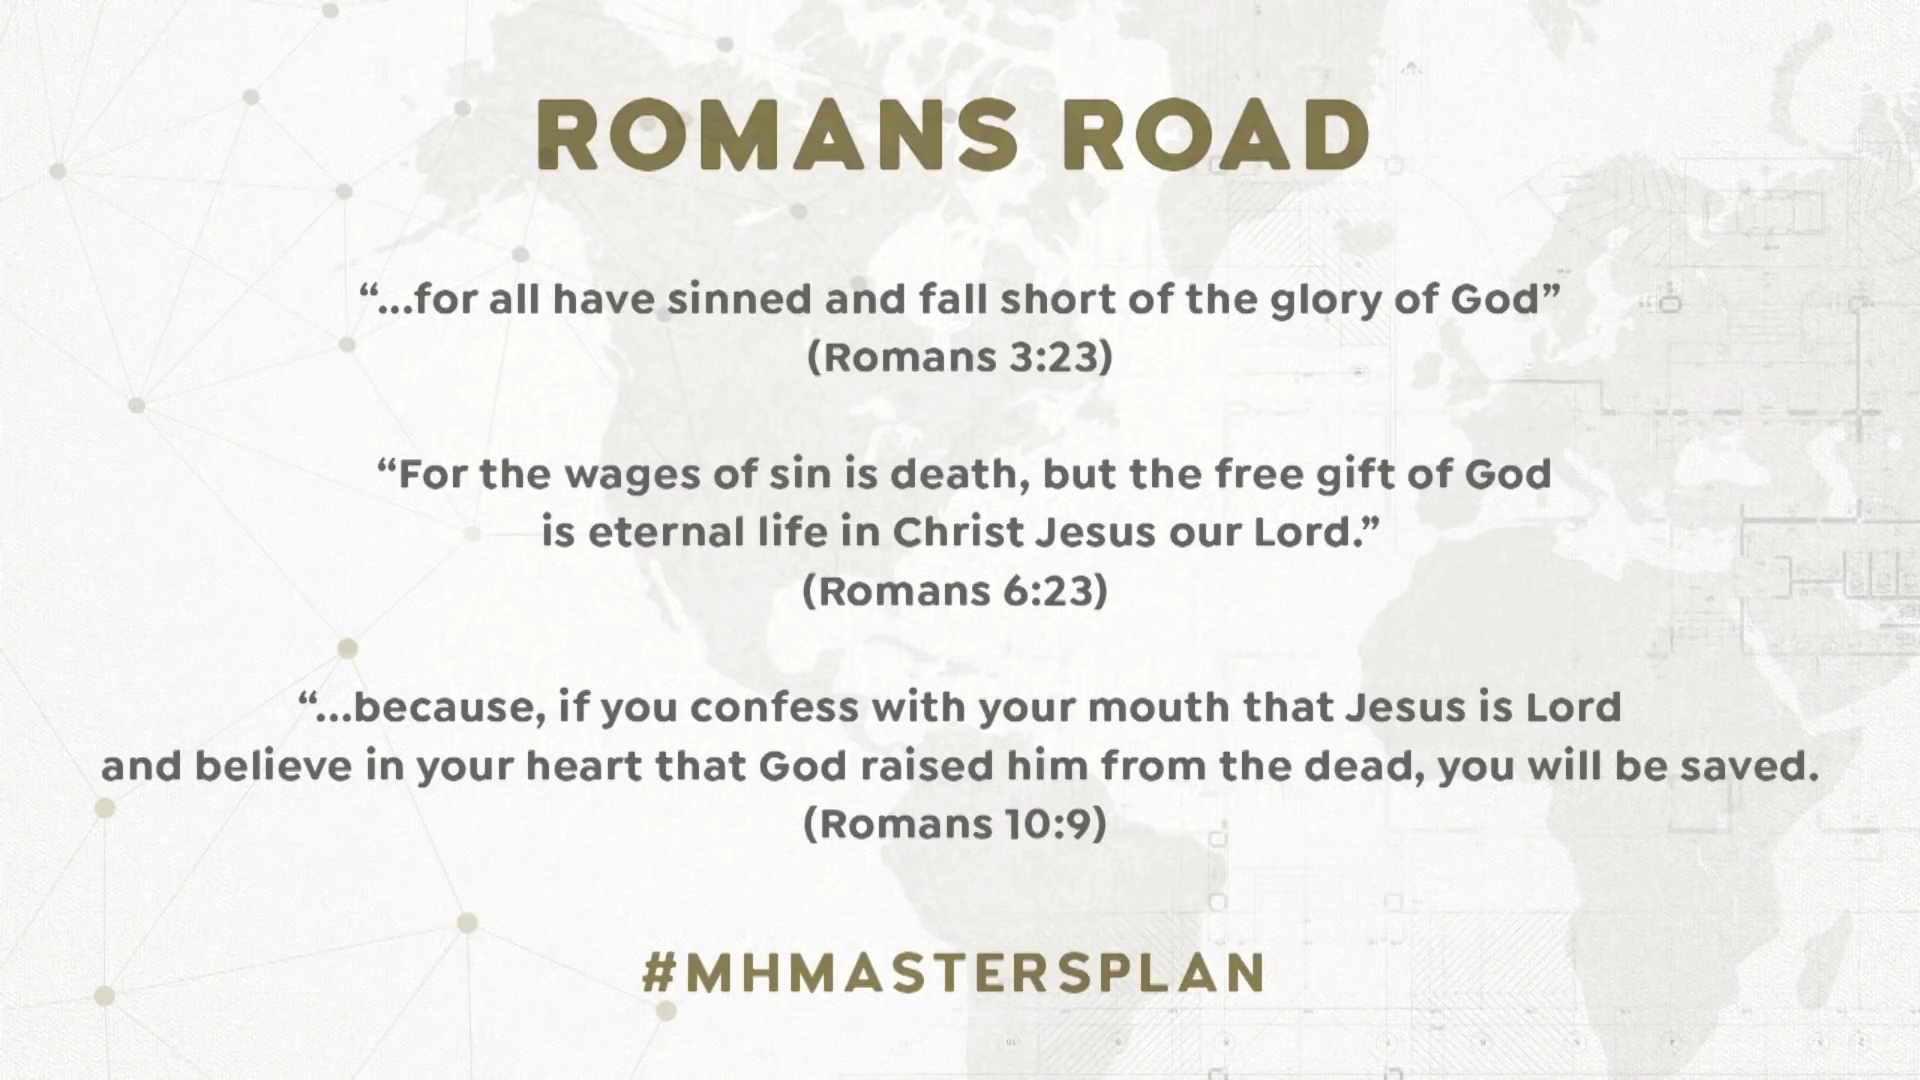 ROMANS ROAD
“...for all have sinned and fall short of the glory of God”
(Romans 3:23)
“For the wages of sin is death, but the free gift of God
is eternal life in Christ Jesus our Lord.”
(Romans 6:23)
“...because, if you confess with your mouth that Jesus is Lord
and believe in your heart that God raised him from the dead, you will be saved.
(Romans 10:9)
#MHMASTERSPLAN